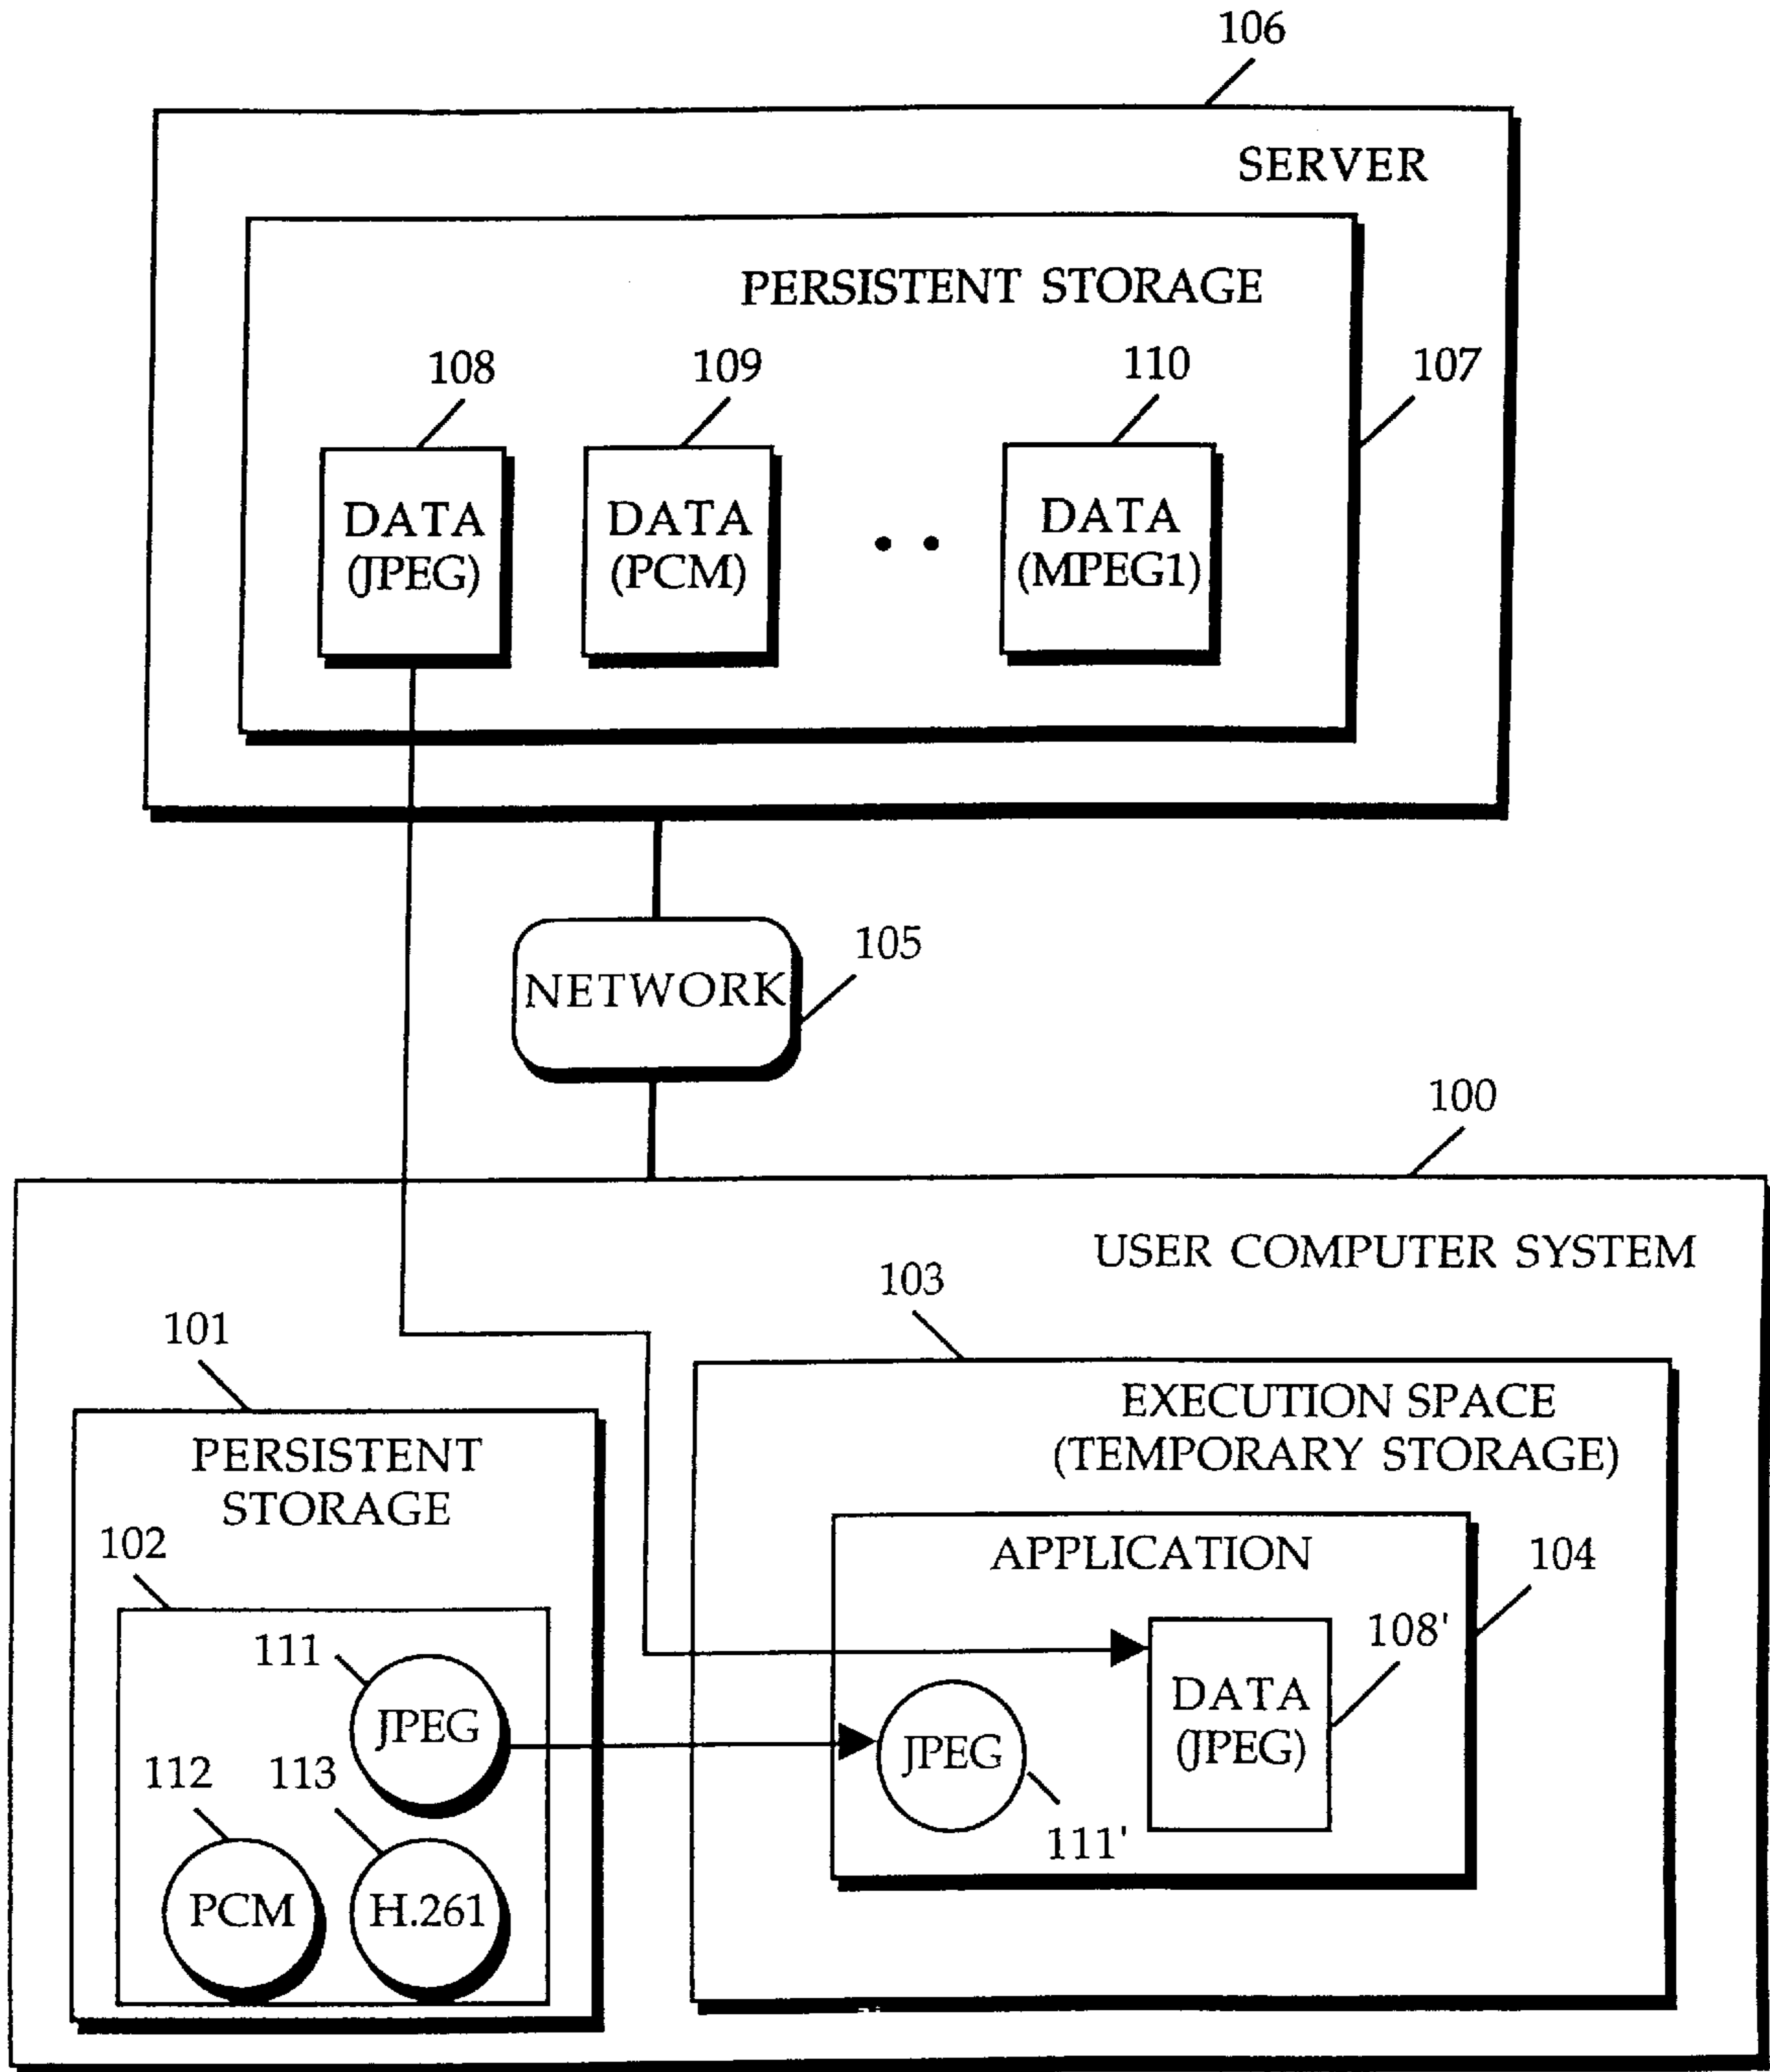 106
SERVER
PERSISTENT STORAGE
108
109
110
107
DATA
(JPEG)
DATA
(PCM)
DATA
(MPEG1)
105
NETWORK
100
USER COMPUTER SYSTEM
103
101
EXECUTION SPACE
(TEMPORARY STORAGE)
PERSISTENT
STORAGE
102
APPLICATION
104
111
108'
JPEG
JPEG
DATA
(JPEG)
112
113
111'
PCM
H.261